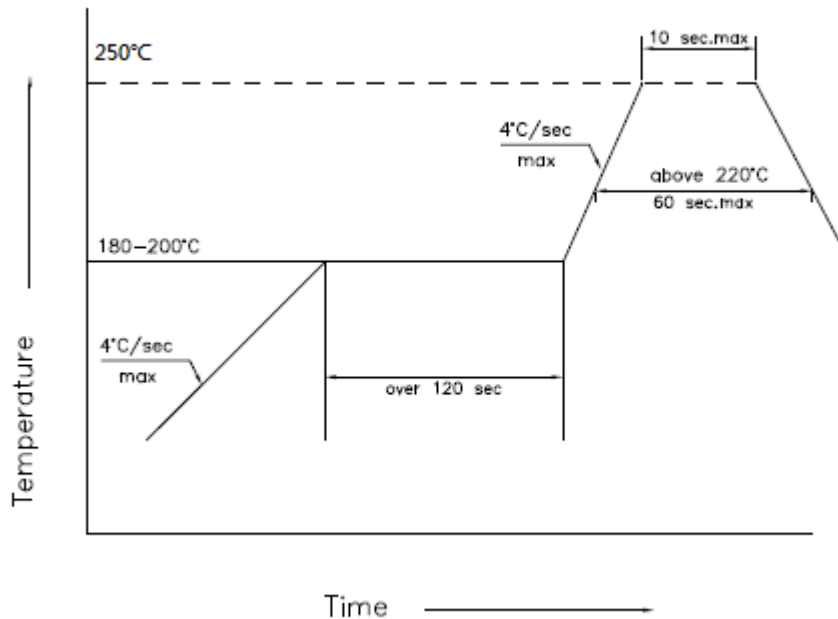 10 sec.max
250℃
4°C/sec
max
above 220°C
60 sec.max
180-200°C
4°C/sec
max
over 120 sec
Temperature
Time